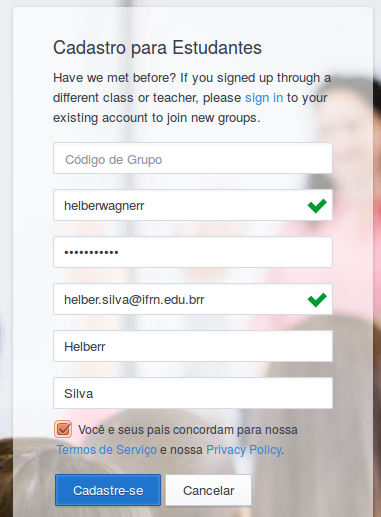 Cadastro para Estudantes
Have we met before? If you signed up through a
different class or teacher, please sign in to your
existing account to join new groups.
Código de Grupo
helberwagnerr
•••••••••••
helber.silva@ifrn.edu.brr
Helberr
Silva
Você e seus pais concordam para nossa
Termos de Serviço e nossa Privacy Policy.
Cadastre-se Cancelar